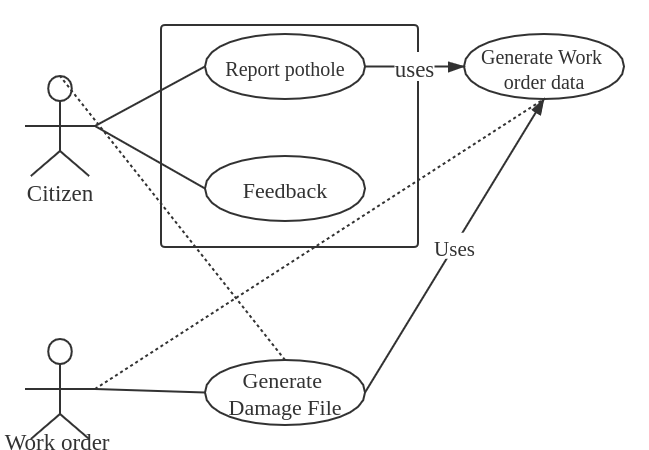 Report pothole
uses
Generate Work
order data
Citizen
Feedback
Uses
Generate
Damage File
Work order